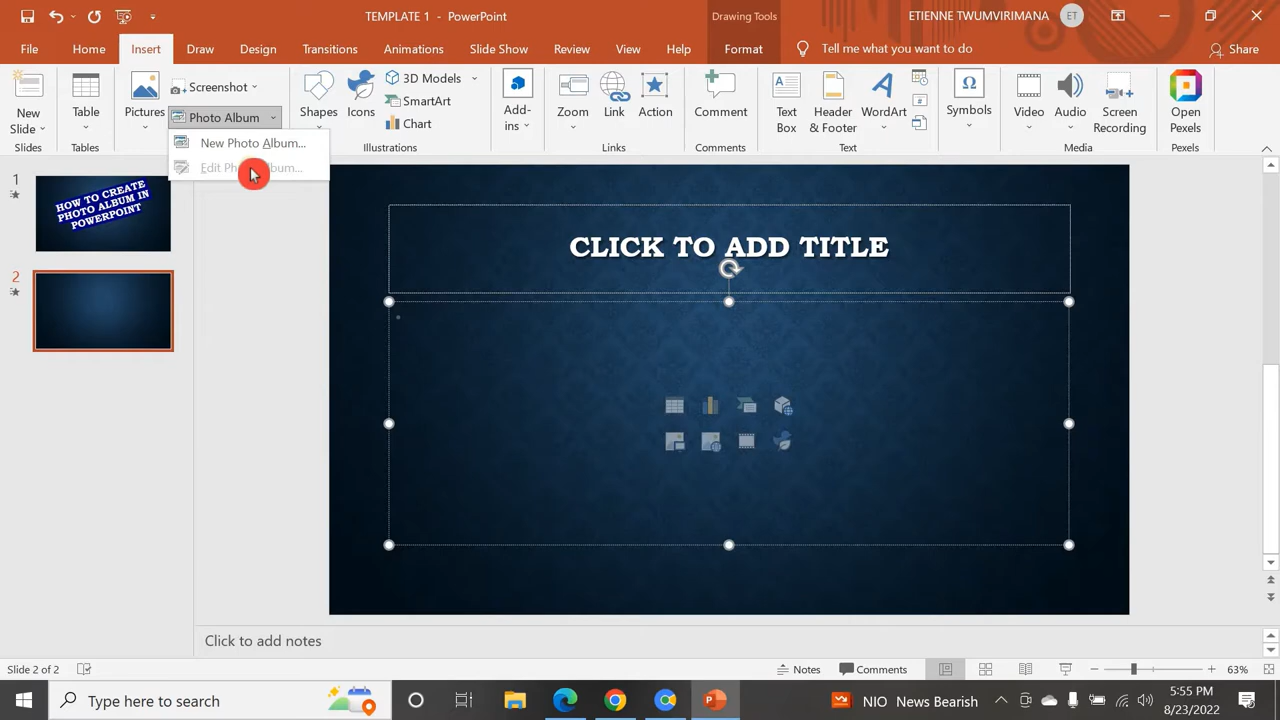 TEMPLATE 1 - PowerPoint
Drawing Tools
ETIENNE TWUMVIRIMANA
ET
File
Home
Insert
Draw
Design
Transitions
Animations
Slide Show
Review
View
Help
Format
Tell me what you want to do
Share
New
Slide
Slides
Table
Tables
Pictures
Screenshot
Photo Album
New Photo Album...
Edit Ph      bum...
Shapes
Icons
3D Models
SmartArt
Chart
Illustrations
Add-
ins
Zoom
Link
Action
Links
Comment
Comments
Text
Box
Header
& Footer
WordArt
Text
Symbols
Video
Audio
Screen
Recording
Media
Open
Pexels
Pexels
1
HOW TO CREATE
PHOTO ALBUM IN
POWERPOINT
2
CLICK TO ADD TITLE
Click to add notes
Slide 2 of 2
Notes
Comments
63%
Type here to search
NIO News Bearish
5:55 PM
8/23/2022